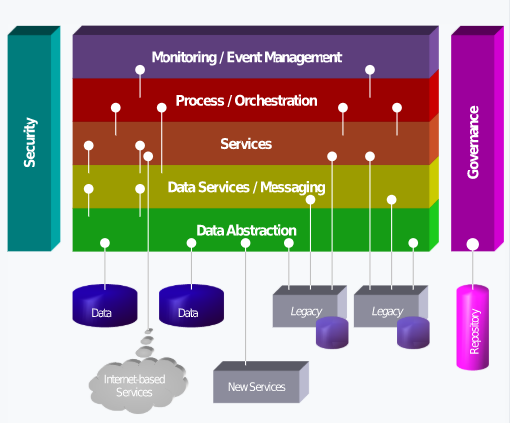 Monitoring / Event Management
Process / Orchestration
Services
Data Services / Messaging
Data Abstraction
Security
Governance
Data
Data
Legacy
Legacy
Repository
Internet-based
Services
New Services